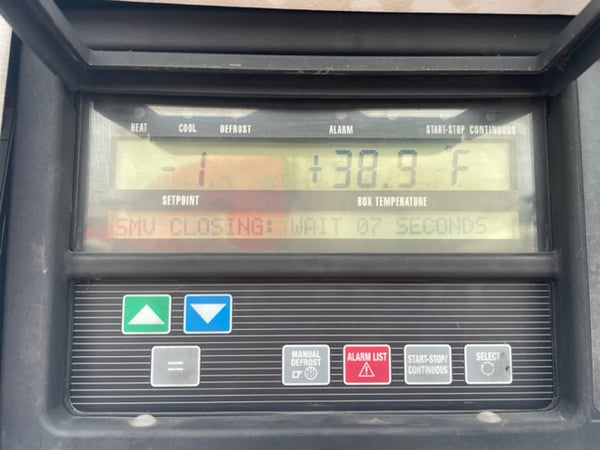 HEAT COOL DEFROST ALARM START-STOP CONTINUOUS
-1 +38.9 °F
SETPOINT BOX TEMPERATURE
SMV CLOSING: WAIT 07 SECONDS
=
MANUAL DEFROST
ALARM LIST
START-STOP/ CONTINUOUS
SELECT